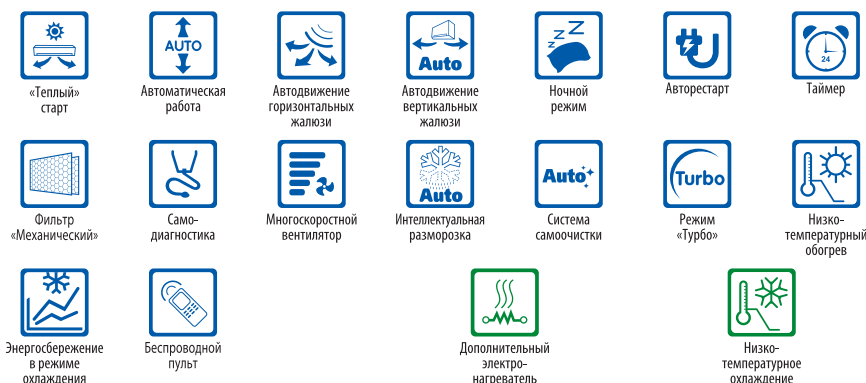 AUTO
Auto
z z z
24
«Теплый»
старт
Автоматическая
работа
Автодвижение
горизонтальных
жалюзи
Автодвижение
вертикальных
жалюзи
Ночной
режим
Авторестарт
Таймер
Auto
Auto
Turbo
Фильтр
«Механический»
Само-
диагностика
Многоскоростной
вентилятор
Интеллектуальная
разморозка
Система
самоочистки
Режим
«Турбо»
Низко-
температурный
обогрев
Энергосбережение
в режиме
охлаждения
Беспроводной
пульт
Дополнительный
электро-
нагреватель
Низко-
температурное
охлаждение